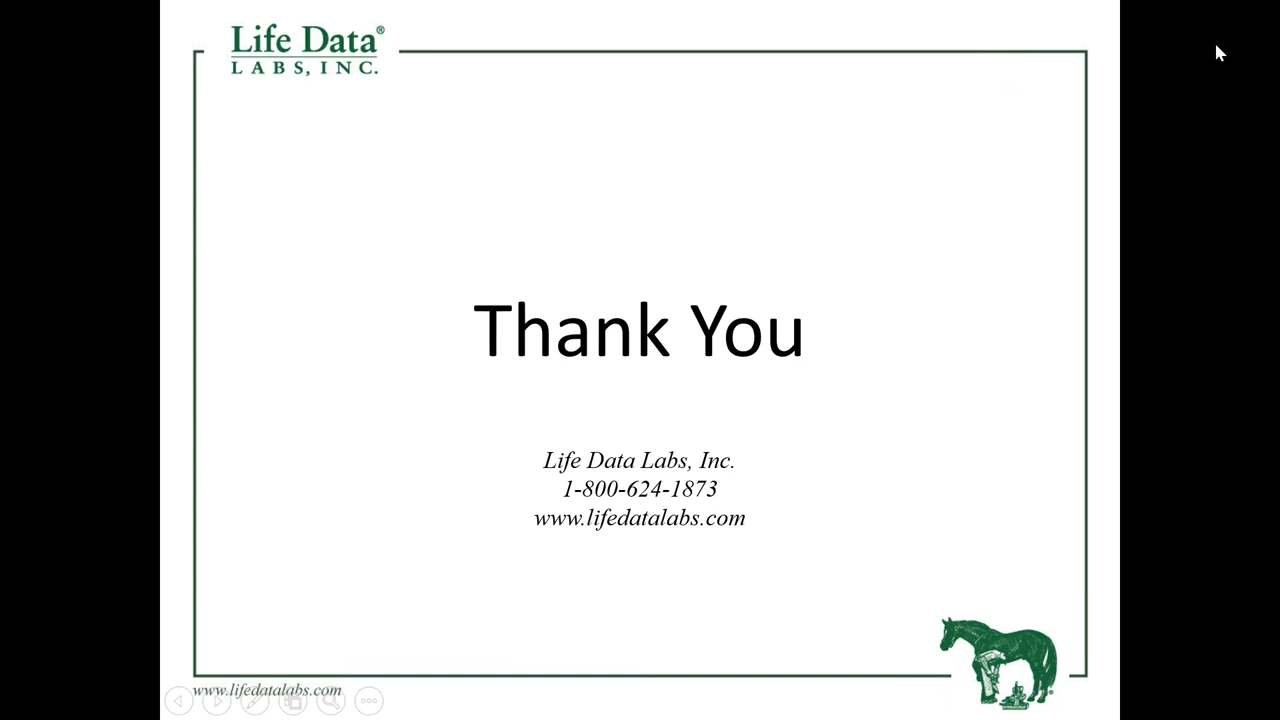 Life Data®
LABS, INC.
Thank You
Life Data Labs, Inc.
1-800-624-1873
www.lifedatalabs.com
www.lifedatalabs.com